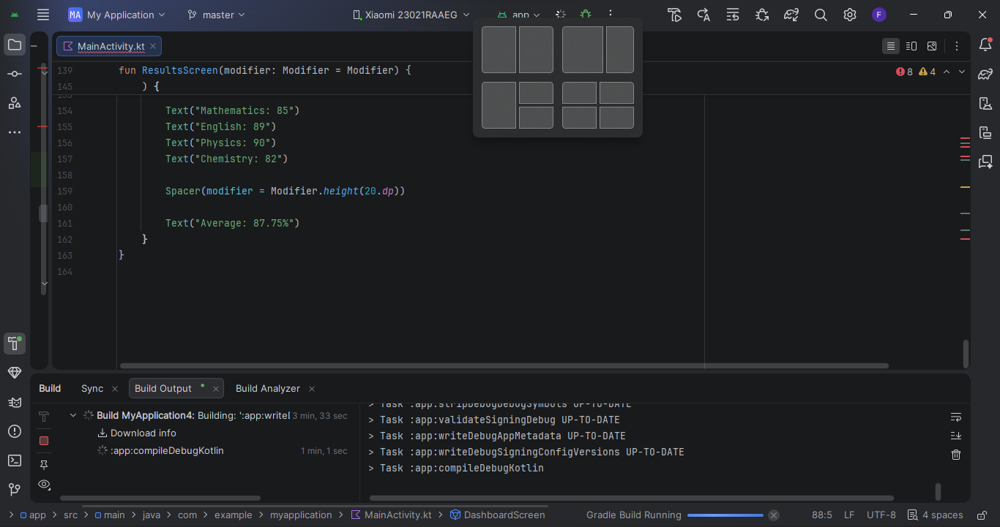 MA My Application master Xiaomi 23021RAAEG app F
MainActivity.kt
139 fun ResultsScreen(modifier: Modifier = Modifier) { 8 4
145 ) {
154 Text("Mathematics: 85")
155 Text("English: 89")
156 Text("Physics: 90")
157 Text("Chemistry: 82")
158
159 Spacer(modifier = Modifier.height(20.dp))
160
161 Text("Average: 87.75%")
162 }
163 }
164
Build Sync Build Output Build Analyzer
Build MyApplication4: Building: ':app:write 3 min, 33 sec
Download info
:app:compileDebugKotlin 1 min, 1 sec
> Task :app:stripDebugDebugSymbols UP-TO-DATE
> Task :app:validateSigningDebug UP-TO-DATE
> Task :app:writeDebugAppMetadata UP-TO-DATE
> Task :app:writeDebugSigningConfigVersions UP-TO-DATE
> Task :app:compileDebugKotlin
> app > src > main > java > com > example > myapplication > MainActivity.kt > DashboardScreen Gradle Build Running 88:5 LF UTF-8 4 spaces